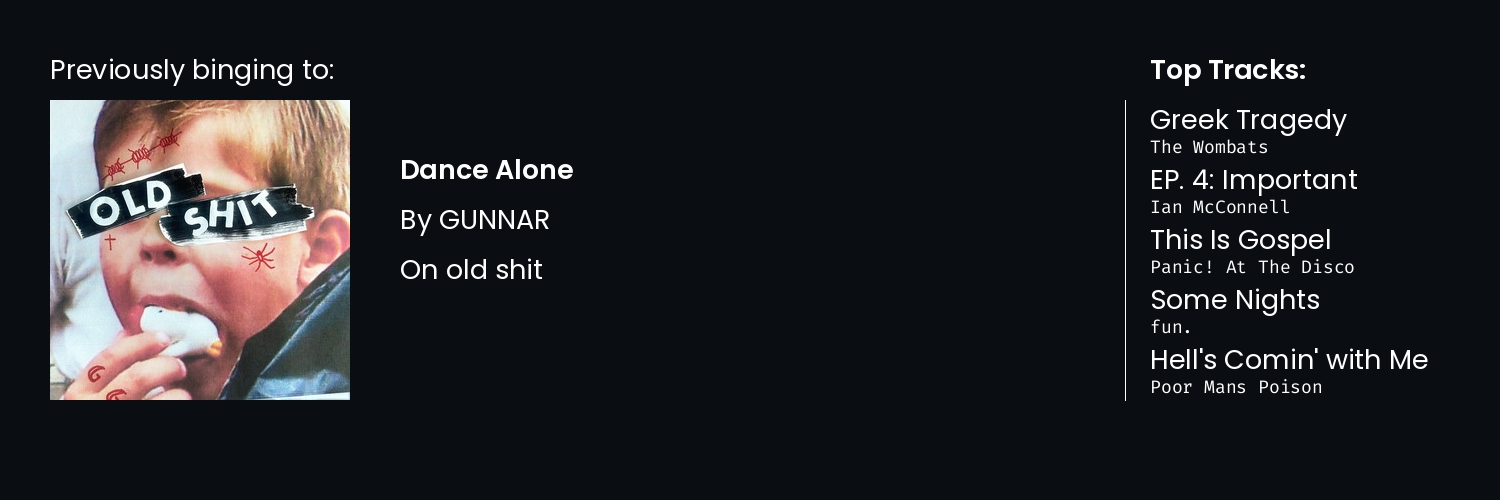 Previously binging to:
OLD
SHIT
Dance Alone
By GUNNAR
On old shit
Top Tracks:
Greek Tragedy
The Wombats
EP. 4: Important
Ian McConnell
This Is Gospel
Panic! At The Disco
Some Nights
fun.
Hell's Comin' with Me
Poor Mans Poison